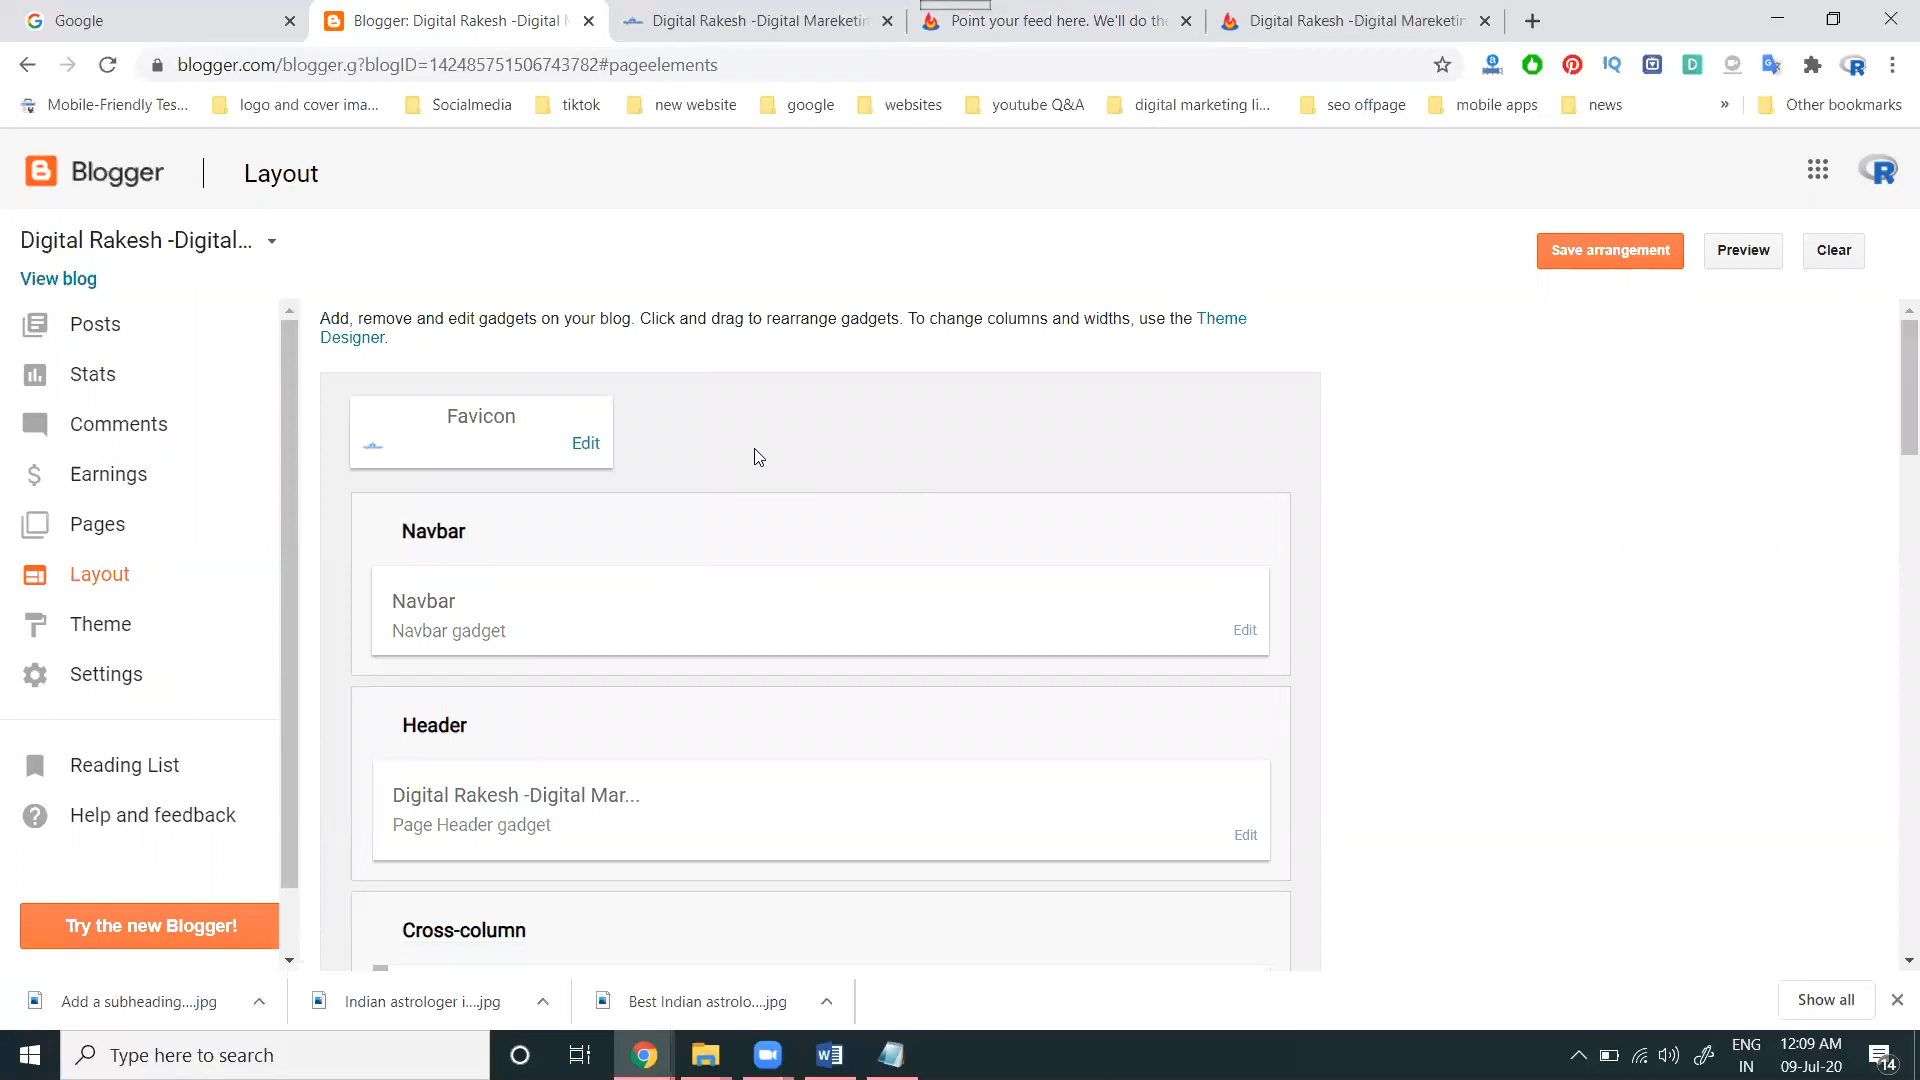 Google
Blogger: Digital Rakesh -Digital M
Digital Rakesh -Digital Mareketin
Point your feed here. We'll do the
Digital Rakesh -Digital Mareketin
blogger.com/blogger.g?blogID=142485751506743782#pageelements
Mobile-Friendly Tes...
logo and cover ima...
Socialmedia
tiktok
new website
google
websites
youtube Q&A
digital marketing li...
seo offpage
mobile apps
news
»
Other bookmarks
Blogger
Layout
Digital Rakesh -Digital...
Save arrangement
Preview
Clear
View blog
Posts
Stats
Comments
Earnings
Pages
Layout
Theme
Settings
Reading List
Help and feedback
Try the new Blogger!
Add, remove and edit gadgets on your blog. Click and drag to rearrange gadgets. To change columns and widths, use the Theme
Designer.
Favicon
Edit
Navbar
Navbar
Navbar gadget
Edit
Header
Digital Rakesh -Digital Mar...
Page Header gadget
Edit
Cross-column
Add a subheading....jpg
Indian astrologer i....jpg
Best Indian astrolo....jpg
Show all
Type here to search
ENG
IN
12:09 AM
09-Jul-20
14